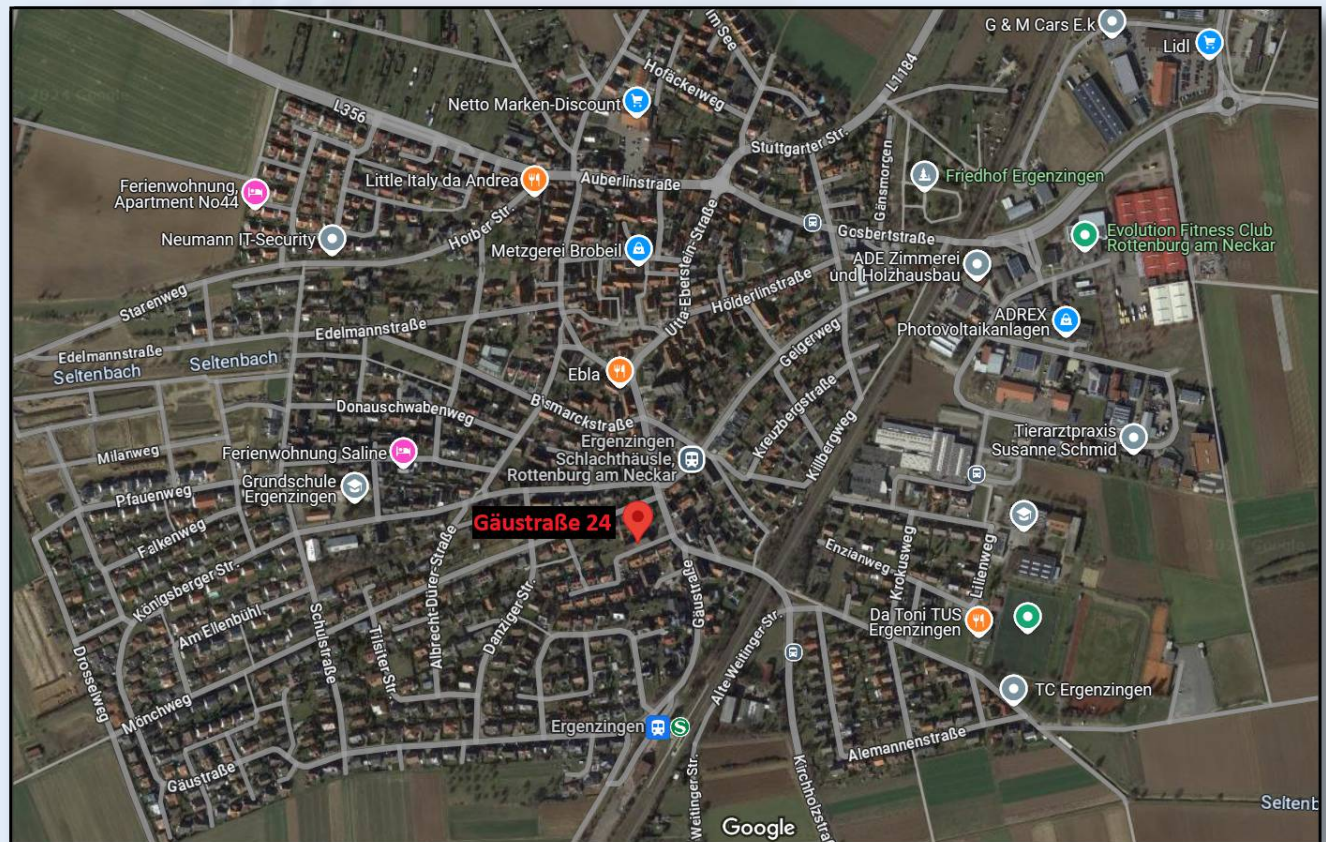 G & M Cars E.k
Lidl
Im See
Hofäckerweg
L1184
Netto Marken-Discount
L356
Stuttgarter Str.
Gänsmorgen
Friedhof Ergenzingen
Little Italy da Andrea
Auberlinstraße
Ferienwohnung,
Apartment No44
Neumann IT-Security
Horber Str.
Metzgerei Brobeil
Utta-Eberstein-Straße
Gosbertstraße
Evolution Fitness Club
Rottenburg am Neckar
ADE Zimmerei
und Holzhausbau
Hölderlinstraße
Starenweg
Edelmannstraße
Edelmannstraße
ADREX
Photovoltaikanlagen
Geigerweg
Seltenbach
Seltenbach
Ebla
Bismarckstraße
Kreuzbergstraße
Donauschwabenweg
Killbergweg
Tierarztpraxis
Susanne Schmid
Milanweg
Ferienwohnung Saline
Ergenzingen
Schlachthäusle,
Rottenburg am Neckar
Grundschule
Ergenzingen
Pfauenweg
Gäustraße 24
Falkenweg
Königsberger Str.
Albrecht-Dürer-Straße
Enzianweg
Krokusweg
Lilienweg
Gäustraße
Danziger Str.
Am Ellenbühl
Schulstraße
Tilsiter Str.
Da Toni TUS
Ergenzingen
Alte Weitinger Str.
Drosselweg
Mönchweg
TC Ergenzingen
Ergenzingen
S
Alemannenstraße
Gäustraße
Weitinger Str.
Kirchholzstraß
Seltenb
Google